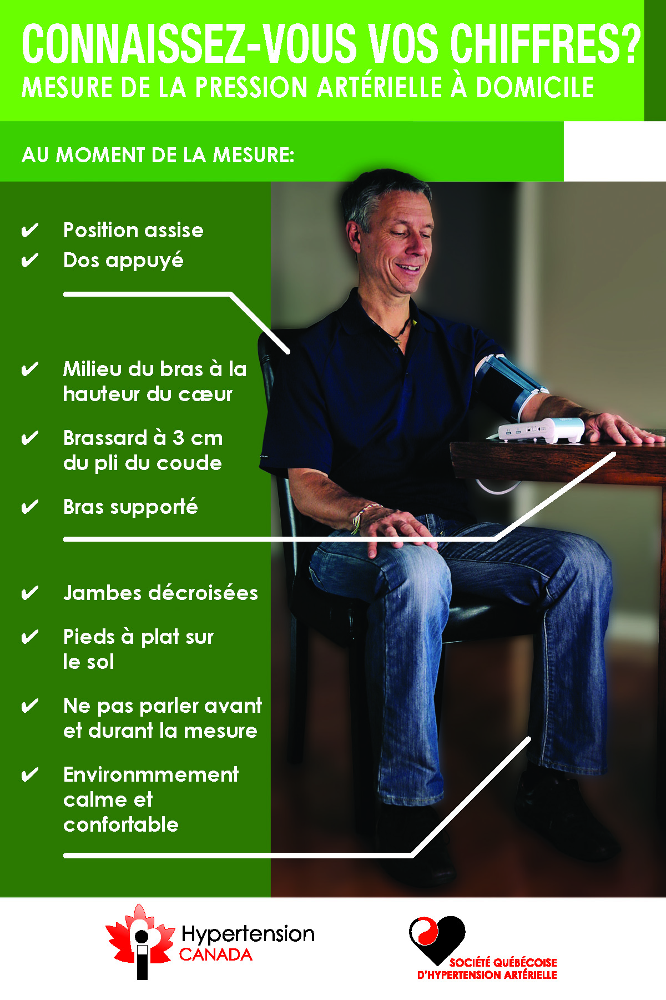 CONNAISSEZ-VOUS VOS CHIFFRES?
MESURE DE LA PRESSION ARTÉRIELLE À DOMICILE
AU MOMENT DE LA MESURE:
✔ Position assise
✔ Dos appuyé
✔ Milieu du bras à la
hauteur du cœur
✔ Brassard à 3 cm
du pli du coude
✔ Bras supporté
✔ Jambes décroisées
✔ Pieds à plat sur
le sol
✔ Ne pas parler avant
et durant la mesure
✔ Environmmement
calme et
confortable
Hypertension
CANADA
SOCIÉTÉ QUÉBÉCOISE
D'HYPERTENSION ARTÉRIELLE